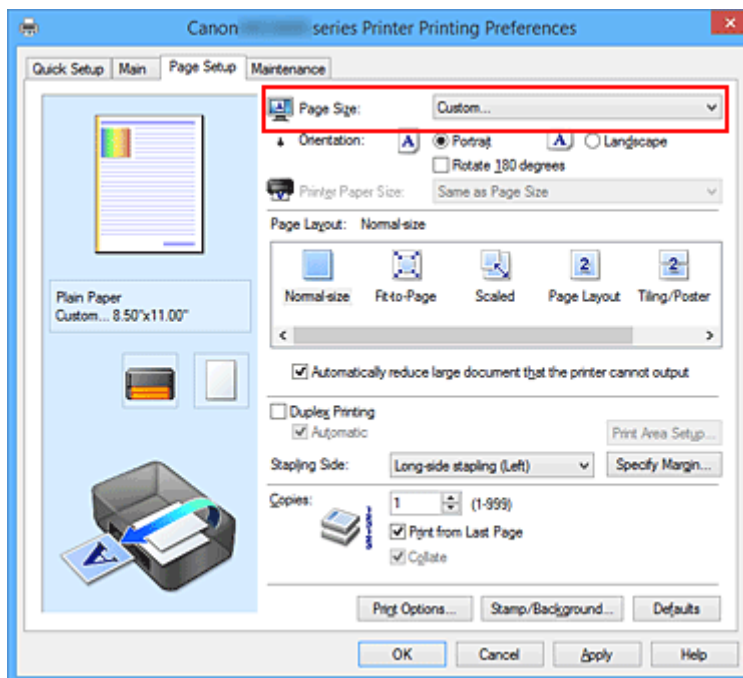 Canon series Printer Printing Preferences
Quick Setup Main Page Setup Maintenance
Page Size: Custom...
Orientation: A Portrait A Landscape
Rotate 180 degrees
Printer Paper Size: Same as Page Size
Page Layout: Normal-size
2 2
Normal-size Fit-to-Page Scaled Page Layout Tiling/Poster
Plain Paper
Custom... 8.50"x11.00"
Automatically reduce large document that the printer cannot output
Duplex Printing
Automatic Print Area Setup...
Stapling Side: Long-side stapling (Left) Specify Margin...
Copies: 1 (1-999)
Print from Last Page
Collate
A
Print Options... Stamp/Background... Defaults
OK Cancel Apply Help